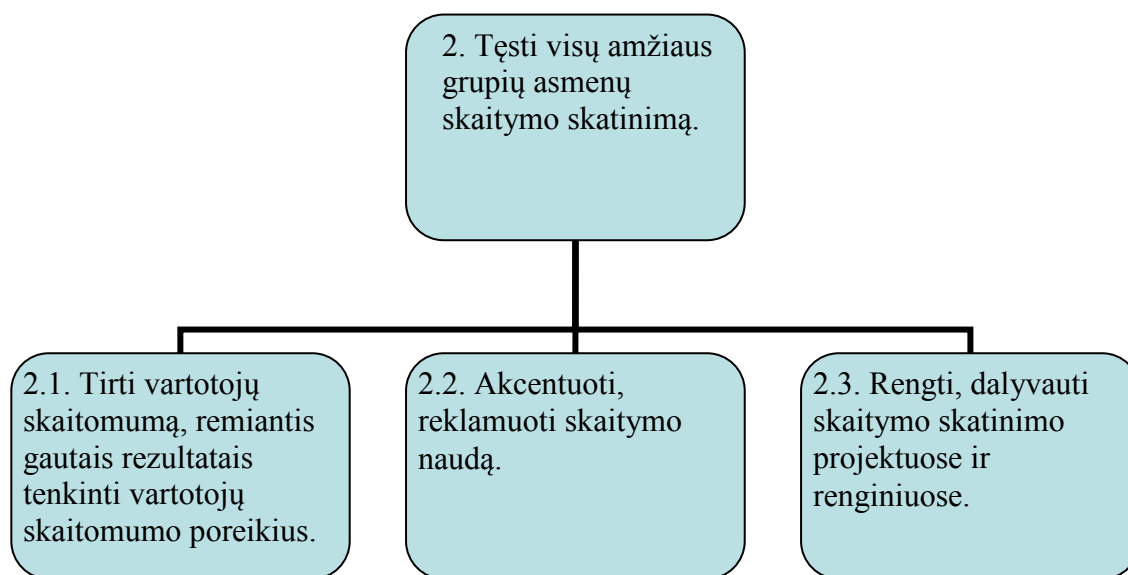 2. Tęsti visų amžiaus
grupių asmenų
skaitymo skatinimą.
2.1. Tirti vartotojų
skaitomumą, remiantis
gautais rezultatais
tenkinti vartotojų
skaitomumo poreikius.
2.2. Akcentuoti,
reklamuoti skaitymo
naudą.
2.3. Rengti, dalyvauti
skaitymo skatinimo
projektuose ir
renginiuose.